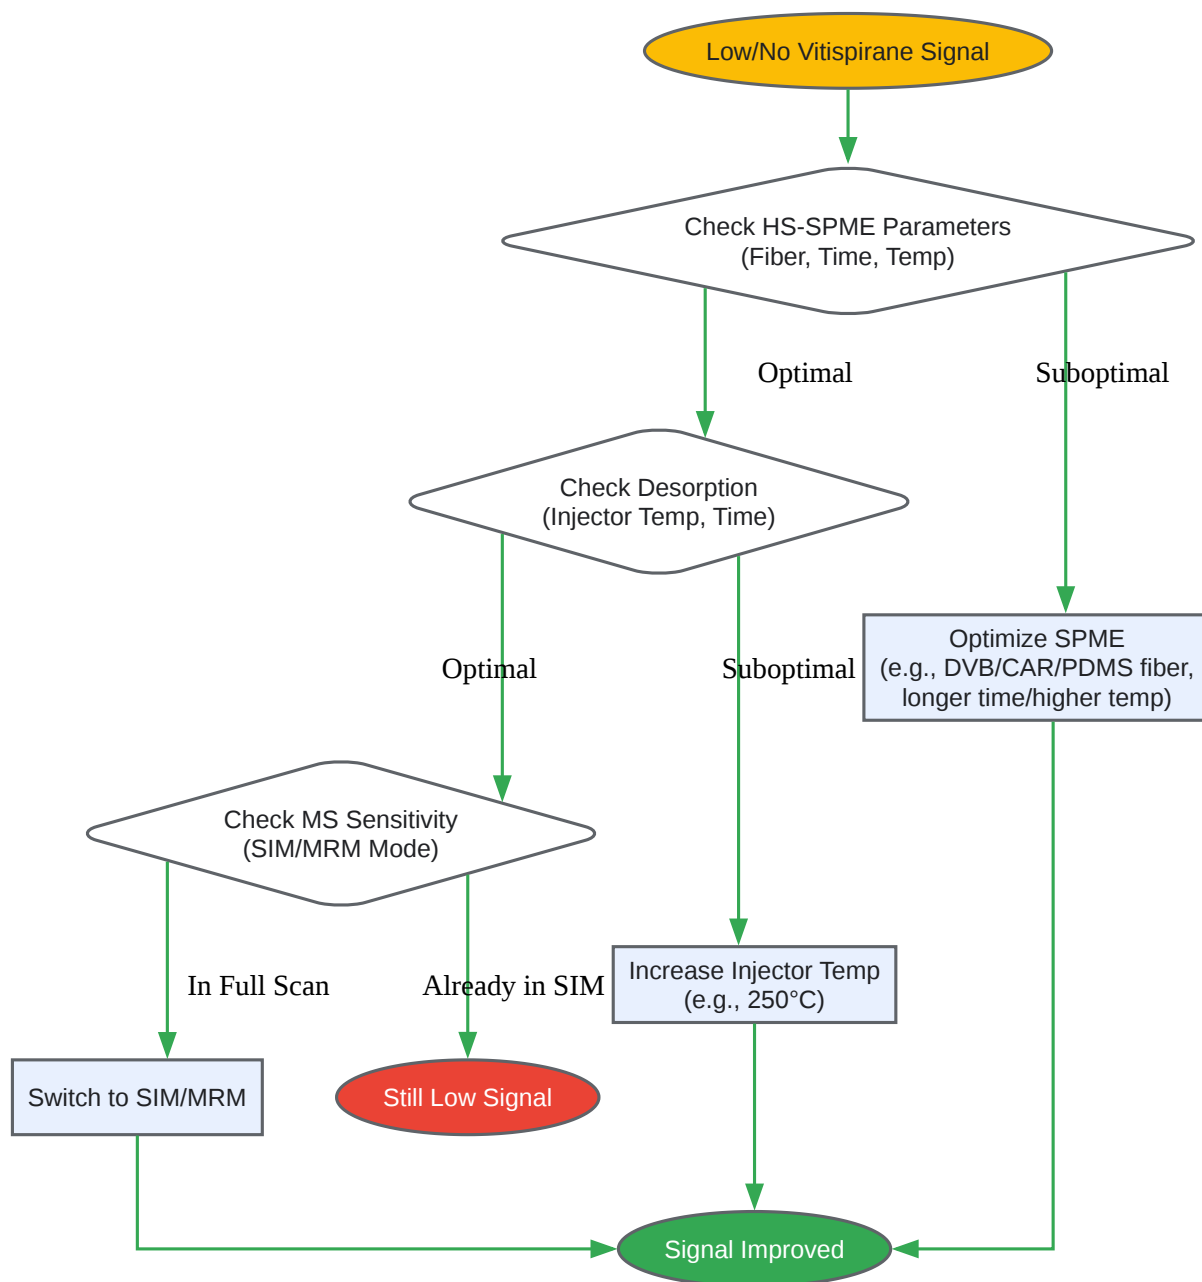 Low/No Vitispirane Signal
Check HS-SPME Parameters
(Fiber, Time, Temp)
Optimal
Suboptimal
Check Desorption
(Injector Temp, Time)
Optimize SPME
(e.g., DVB/CAR/PDMS fiber,
longer time/higher temp)
Optimal
Suboptimal
Check MS Sensitivity
(SIM/MRM Mode)
In Full Scan
Already in SIM
Increase Injector Temp
(e.g., 250°C)
Switch to SIM/MRM
Still Low Signal
Signal Improved